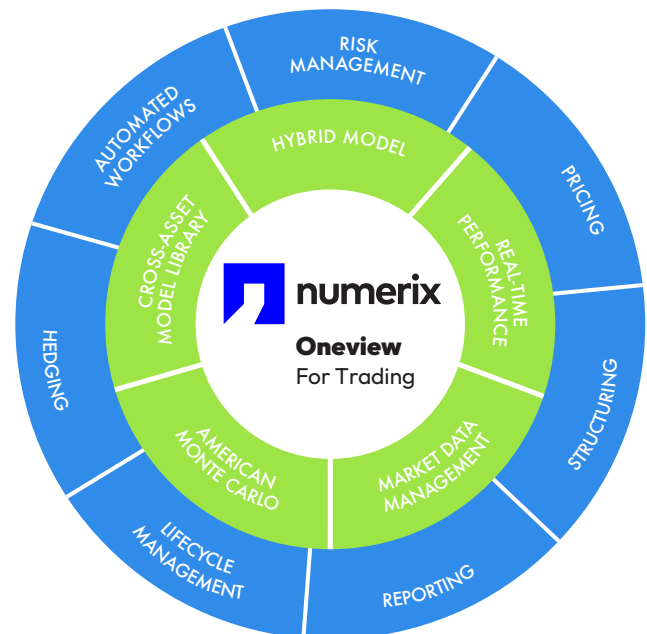 RISK
MANAGEMENT
PRICING
STRUCTURING
REPORTING
LIFECYCLE
MANAGEMENT
HEDGING
AUTOMATED
WORKFLOWS
HYBRID MODEL
REAL-TIME
PERFORMANCE
MARKET DATA
MANAGEMENT
AMERICAN
MONTE CARLO
CROSS-ASSET
MODEL LIBRARY
numerix
Oneview
For Trading